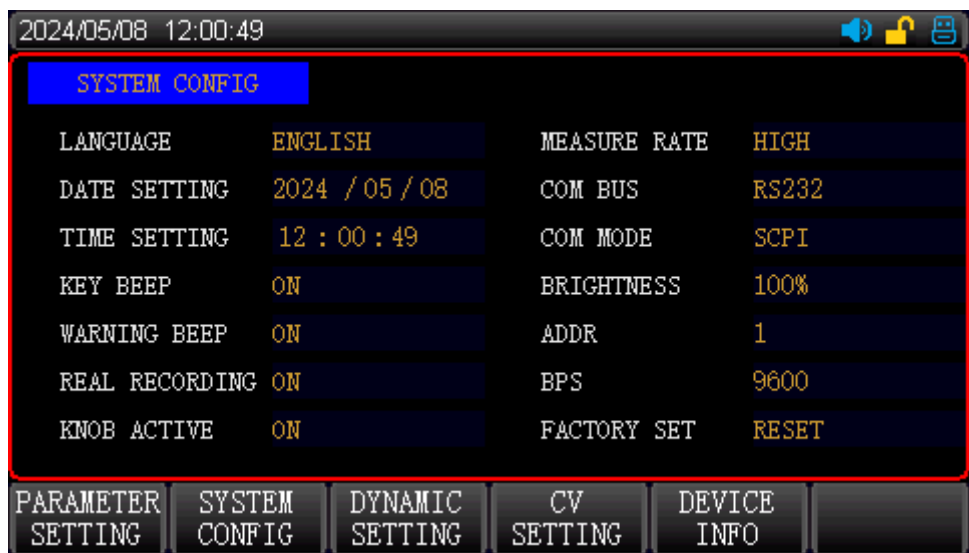 2024/05/08 12:00:49
SYSTEM CONFIG
LANGUAGE ENGLISH MEASURE RATE HIGH
DATE SETTING 2024 / 05 / 08 COM BUS RS232
TIME SETTING 12 : 00 : 49 COM MODE SCPI
KEY BEEP ON BRIGHTNESS 100%
WARNING BEEP ON ADDR 1
REAL RECORDING ON BPS 9600
KNOB ACTIVE ON FACTORY SET RESET
PARAMETER SYSTEM DYNAMIC CV DEVICE
SETTING CONFIG SETTING SETTING INFO